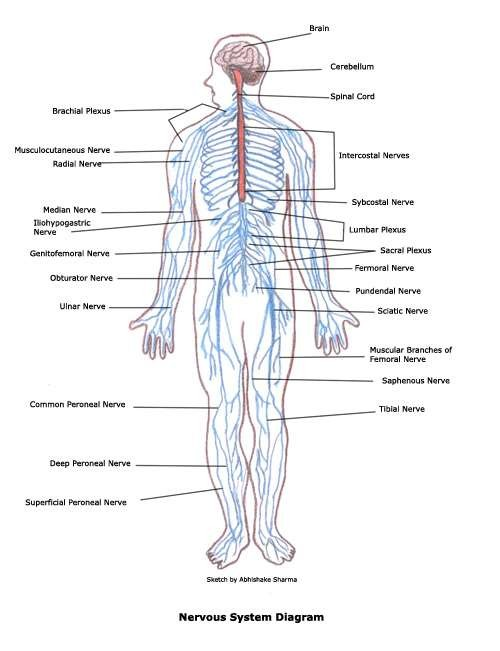 Brain
Cerebellum
Spinal Cord
Brachial Plexus
Musculocutaneous Nerve
Radial Nerve
Intercostal Nerves
Median Nerve
Sybcostal Nerve
Iliohypogastric
Nerve
Lumbar Plexus
Genitofemoral Nerve
Sacral Plexus
Femoral Nerve
Obturator Nerve
Pundendal Nerve
Ulnar Nerve
Sciatic Nerve
Muscular Branches of
Femoral Nerve
Saphenous Nerve
Common Peroneal Nerve
Tibial Nerve
Deep Peroneal Nerve
Superficial Peroneal Nerve
Sketch by Abhishake Sharma
Nervous System Diagram